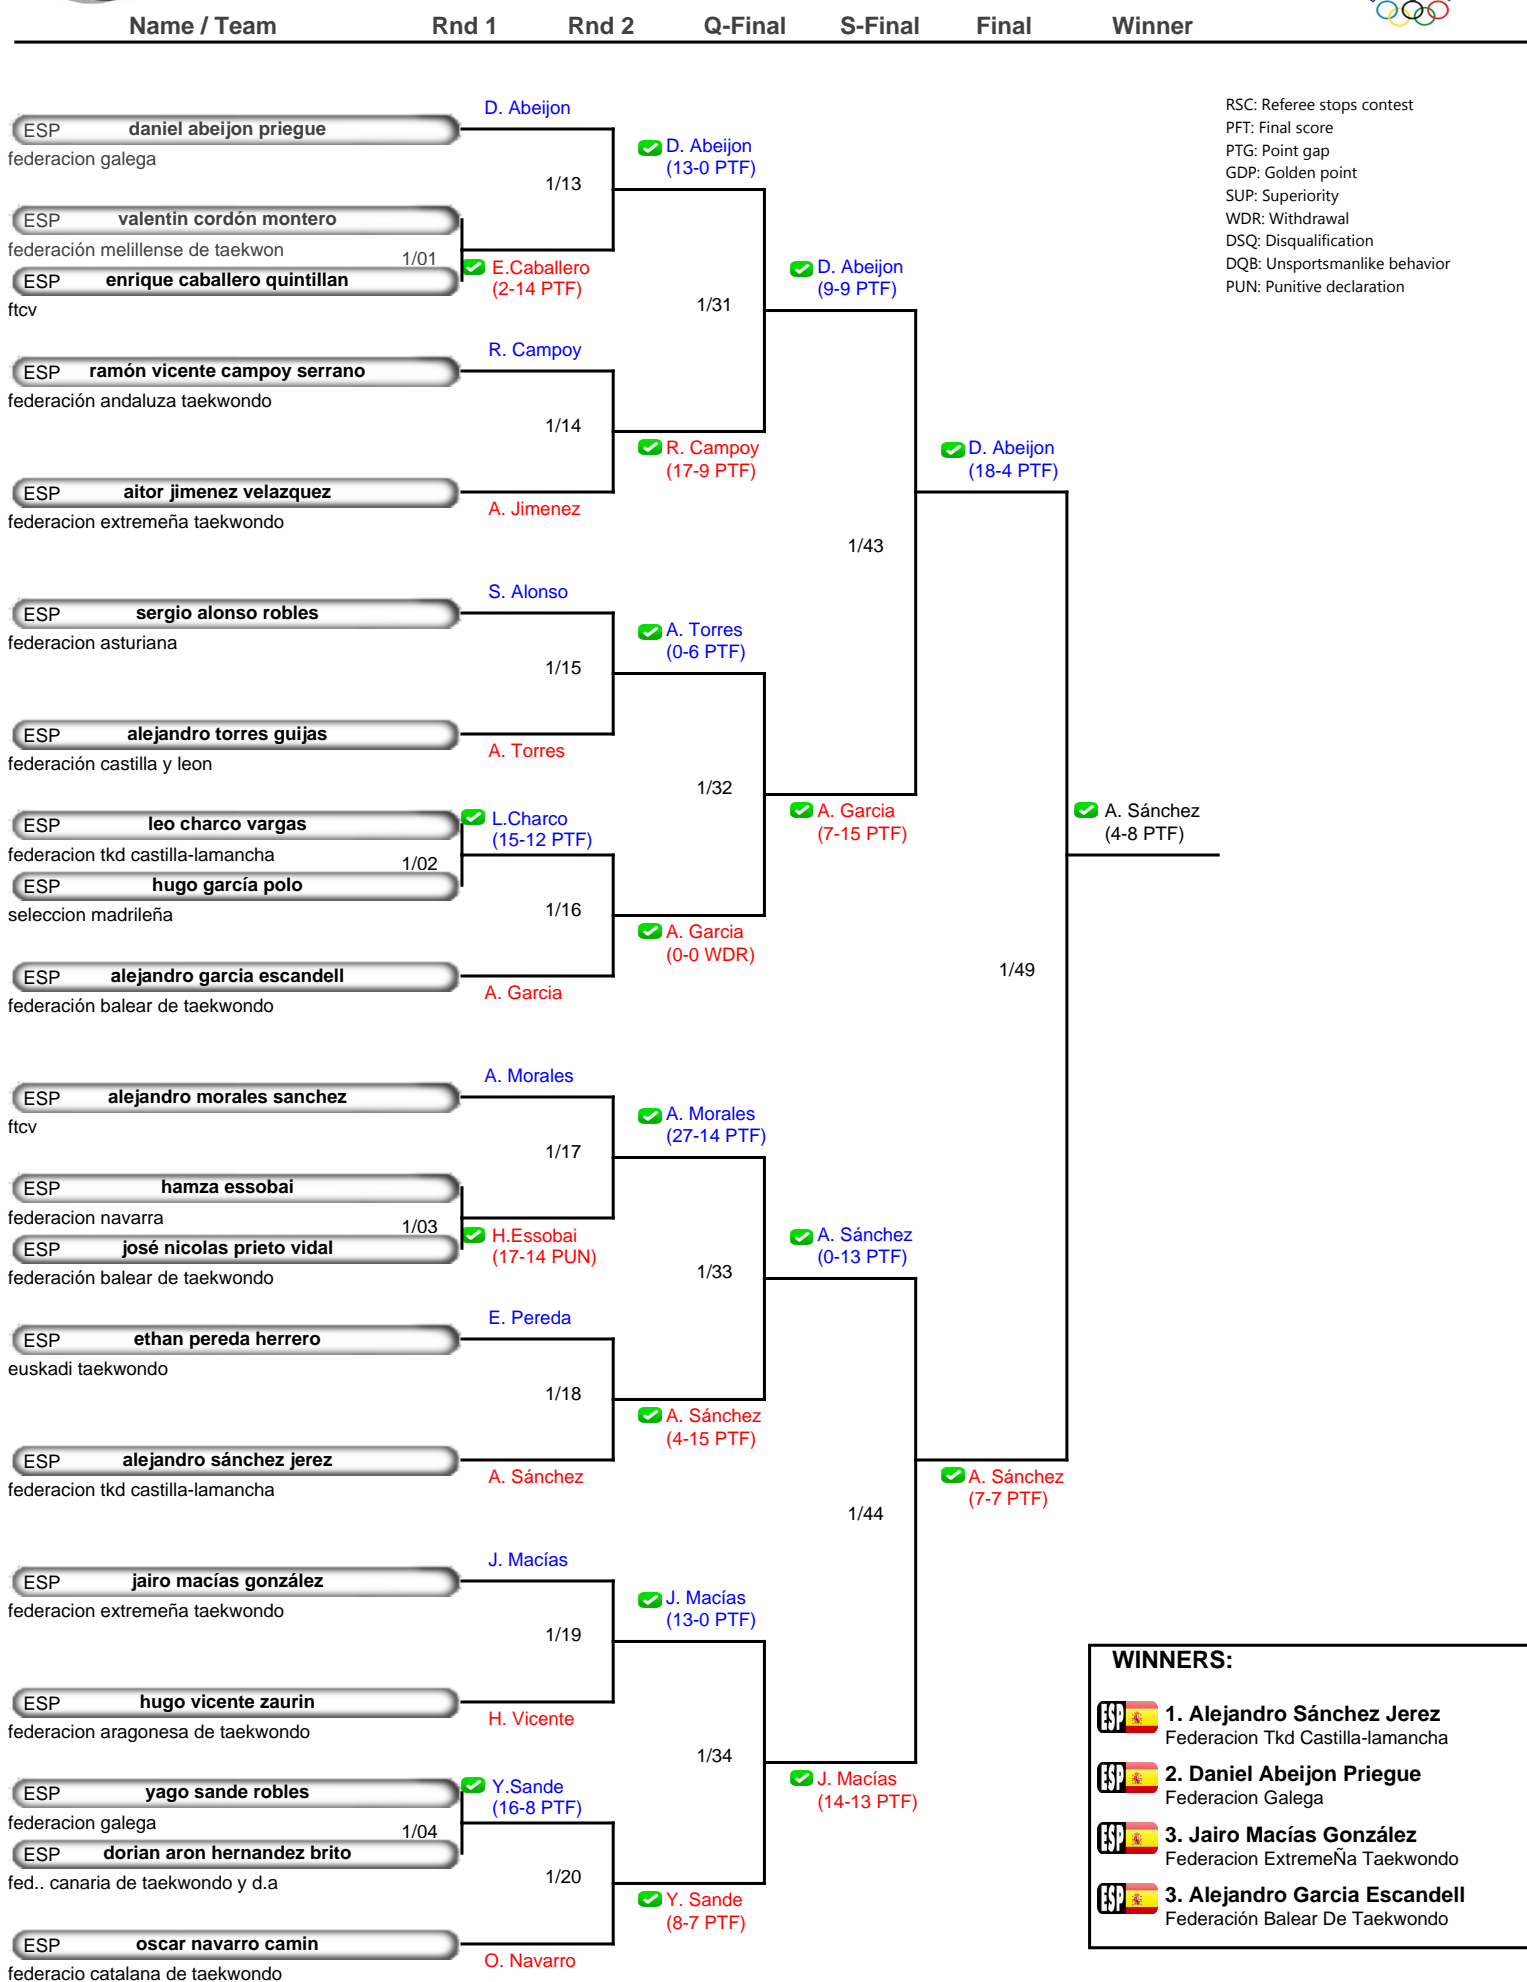 Name / Team Rnd 1 Rnd 2 Q-Final S-Final Final Winner
RSC: Referee stops contest
PFT: Final score
PTG: Point gap
GDP: Golden point
SUP: Superiority
WDR: Withdrawal
DSQ: Disqualification
DQB: Unsportsmanlike behavior
PUN: Punitive declaration
D. Abeijon
ESP daniel abeijon priegue
federacion galega
D. Abeijon
(13-0 PTF)
1/13
ESP valentin cordón montero
federación melillense de taekwon
1/01
E.Caballero
(2-14 PTF)
ESP enrique caballero quintillan
ftcv
D. Abeijon
(9-9 PTF)
1/31
R. Campoy
ESP ramón vicente campoy serrano
federación andaluza taekwondo
1/14
R. Campoy
(17-9 PTF)
D. Abeijon
(18-4 PTF)
ESP aitor jimenez velazquez
federacion extremeña taekwondo
A. Jimenez
1/43
S. Alonso
ESP sergio alonso robles
federacion asturiana
A. Torres
(0-6 PTF)
1/15
ESP alejandro torres guijas
federación castilla y leon
A. Torres
1/32
ESP leo charco vargas
federacion tkd castilla-lamancha
L.Charco
(15-12 PTF)
1/02
A. Garcia
(7-15 PTF)
A. Sánchez
(4-8 PTF)
ESP hugo garcía polo
seleccion madrileña
1/16
A. Garcia
(0-0 WDR)
ESP alejandro garcia escandell
federación balear de taekwondo
A. Garcia
1/49
A. Morales
ESP alejandro morales sanchez
ftcv
A. Morales
(27-14 PTF)
1/17
ESP hamza essobai
federacion navarra
1/03
H.Essobai
(17-14 PUN)
ESP josé nicolas prieto vidal
federación balear de taekwondo
A. Sánchez
(0-13 PTF)
1/33
E. Pereda
ESP ethan pereda herrero
euskadi taekwondo
1/18
A. Sánchez
(4-15 PTF)
ESP alejandro sánchez jerez
federacion tkd castilla-lamancha
A. Sánchez
A. Sánchez
(7-7 PTF)
1/44
J. Macías
ESP jairo macías gonzález
federacion extremeña taekwondo
J. Macías
(13-0 PTF)
1/19
ESP hugo vicente zaurin
federacion aragonesa de taekwondo
H. Vicente
1/34
ESP yago sande robles
federacion galega
Y.Sande
(16-8 PTF)
1/04
J. Macías
(14-13 PTF)
ESP dorian aron hernandez brito
fed.. canaria de taekwondo y d.a
1/20
Y. Sande
(8-7 PTF)
ESP oscar navarro camin
federacio catalana de taekwondo
O. Navarro
WINNERS:
ESP 1. Alejandro Sánchez Jerez
Federacion Tkd Castilla-lamancha
ESP 2. Daniel Abeijon Priegue
Federacion Galega
ESP 3. Jairo Macías González
Federacion ExtremeÑa Taekwondo
ESP 3. Alejandro Garcia Escandell
Federación Balear De Taekwondo